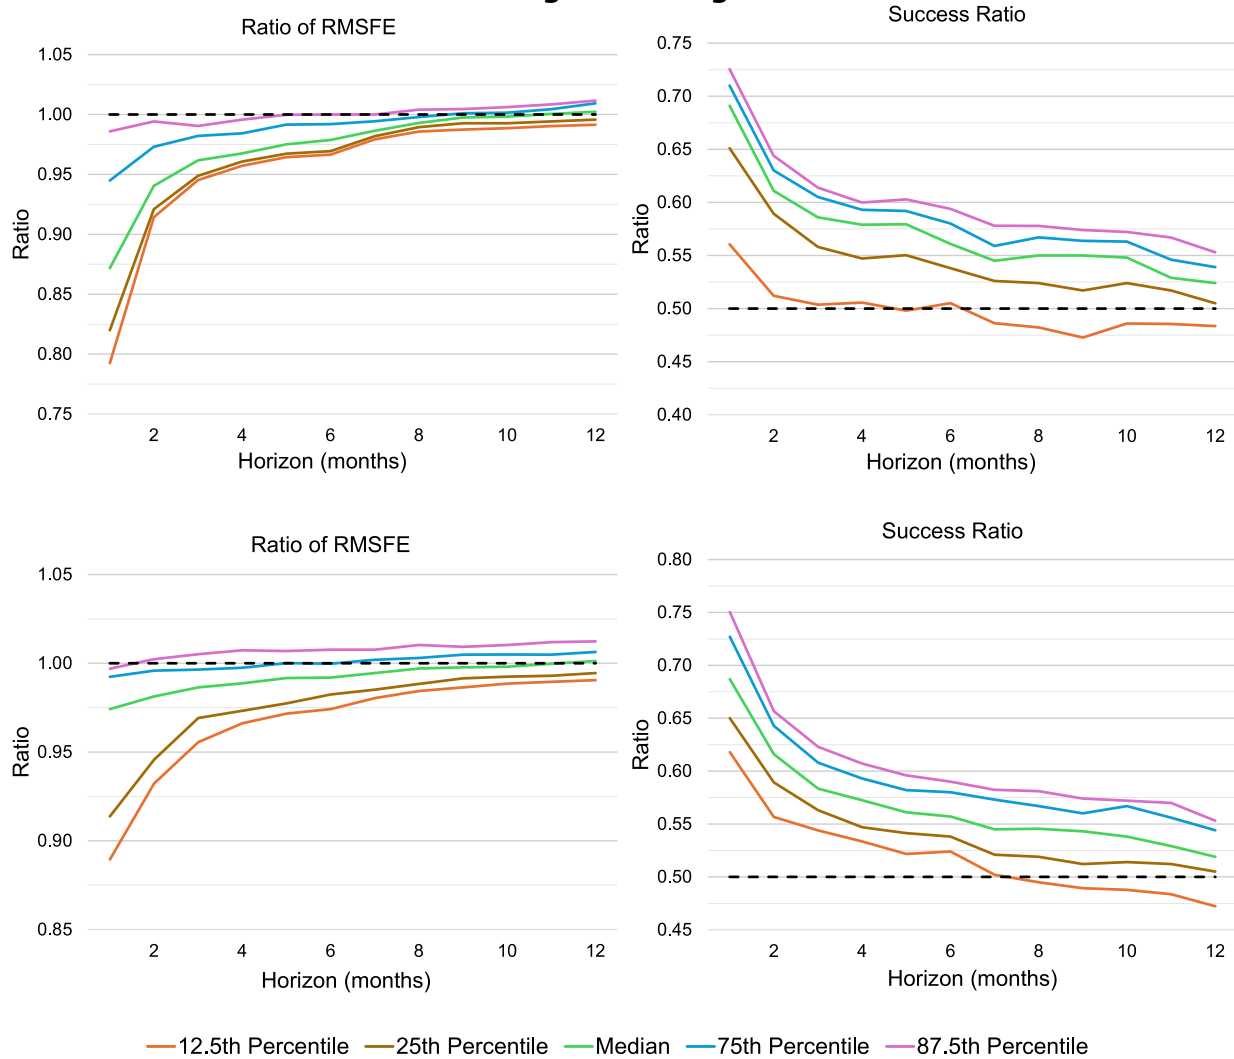 Ratio of RMSFE
1.05
1.00
0.95
0.90
0.85
0.80
0.75
Ratio
2 4 6 8 10 12
Horizon (months)
Success Ratio
0.75
0.70
0.65
0.60
0.55
0.50
0.45
0.40
Ratio
2 4 6 8 10 12
Horizon (months)
Ratio of RMSFE
1.05
1.00
0.95
0.90
0.85
Ratio
2 4 6 8 10 12
Horizon (months)
Success Ratio
0.80
0.75
0.70
0.65
0.60
0.55
0.50
0.45
Ratio
2 4 6 8 10 12
Horizon (months)
12.5th Percentile 25th Percentile Median 75th Percentile 87.5th Percentile